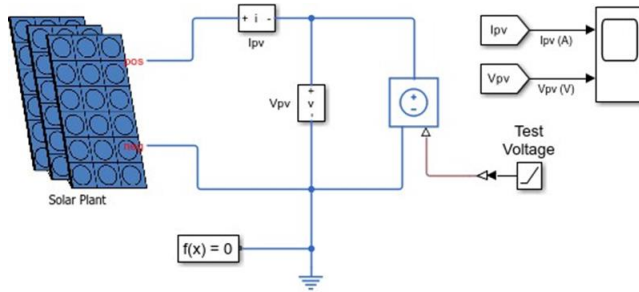 pos
+ i -
Ipv
Ipv
Ipv (A)
Vpv
+
v
-
+
-
Vpv
Vpv (V)
neg
Test
Voltage
Solar Plant
f(x) = 0